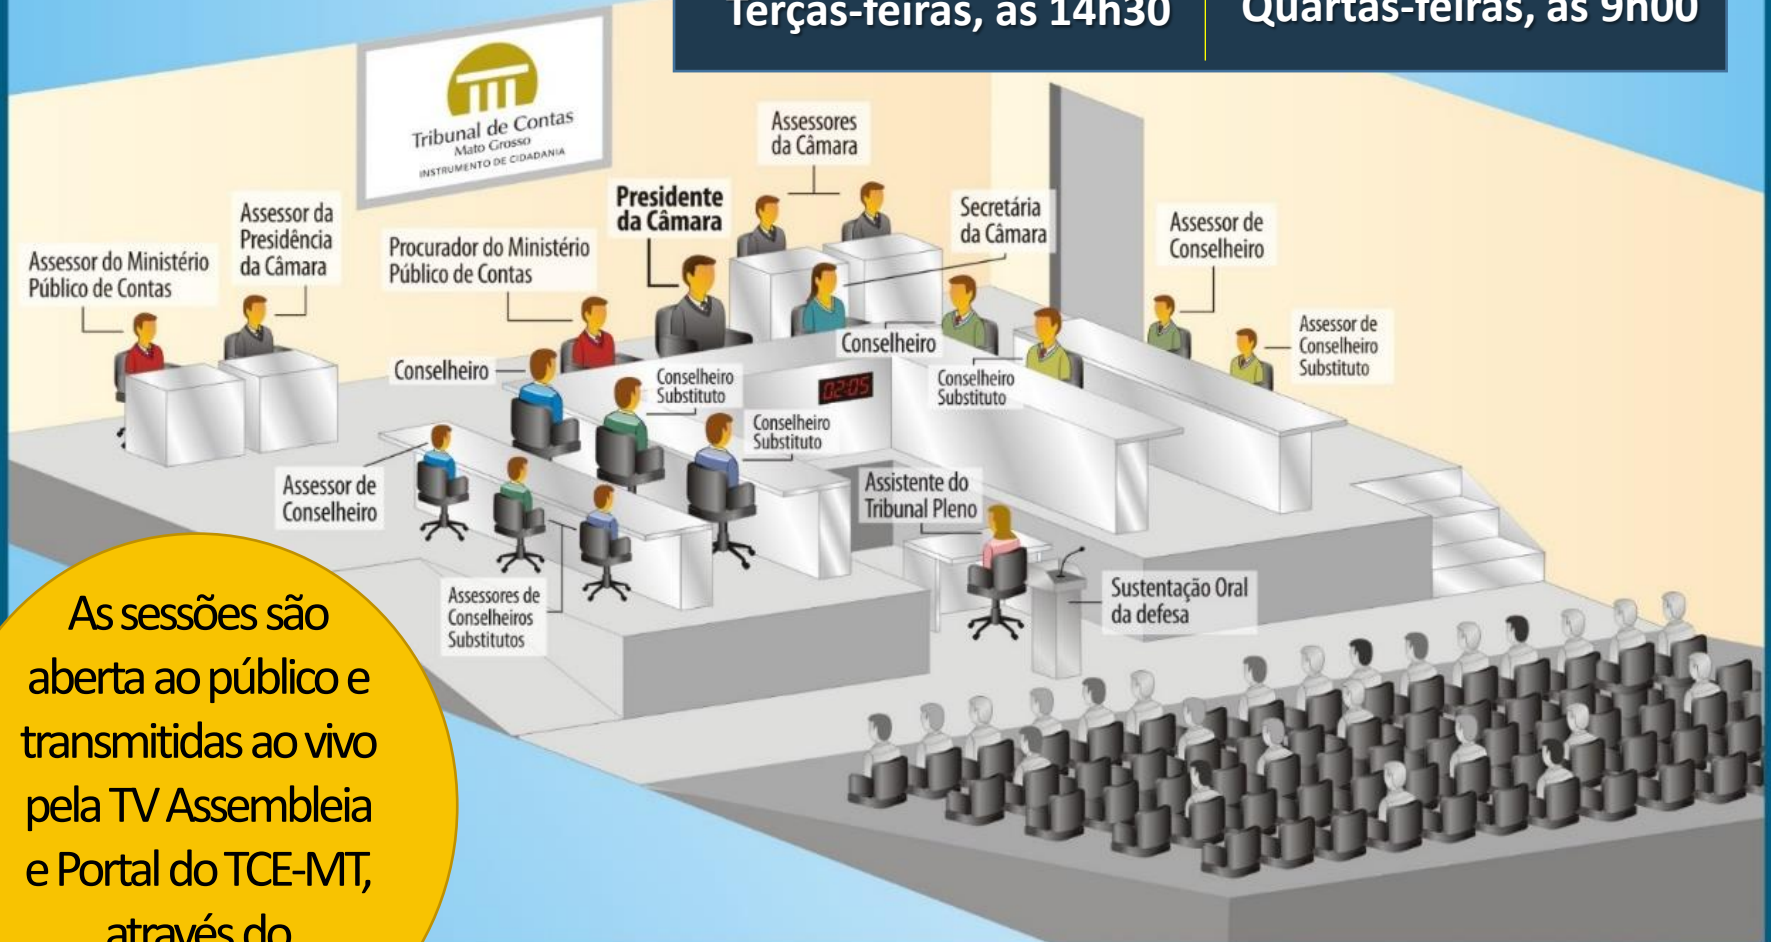 Terças-feiras, às 14h30
Quartas-feiras, às 9h00
Tribunal de Contas
Mato Grosso
INSTRUMENTO DE CIDADANIA
Assessores
da Câmara
Presidente
da Câmara
Secretária
da Câmara
Assessor da
Presidência
da Câmara
Assessor de
Conselheiro
Procurador do Ministério
Público de Contas
Assessor do Ministério
Público de Contas
Assessor de
Conselheiro
Substituto
Conselheiro
Conselheiro
Conselheiro
Substituto
Conselheiro
Substituto
02:05
Conselheiro
Substituto
Assessor de
Conselheiro
Assistente do
Tribunal Pleno
Assessores de
Conselheiros
Substitutos
Sustentação Oral
da defesa
As sessões são
aberta ao público e
transmitidas ao vivo
pela TV Assembleia
e Portal do TCE-MT,
através do